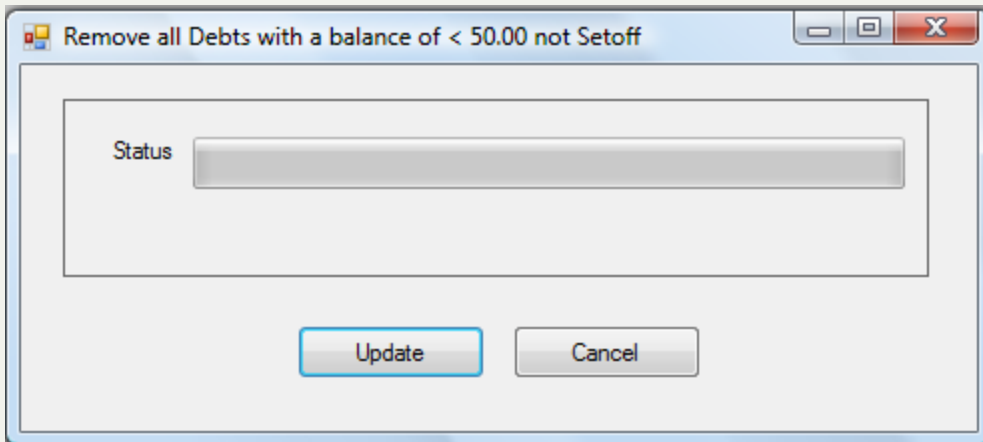 Remove all Debts with a balance of < 50.00 not Setoff
Status
Update Cancel